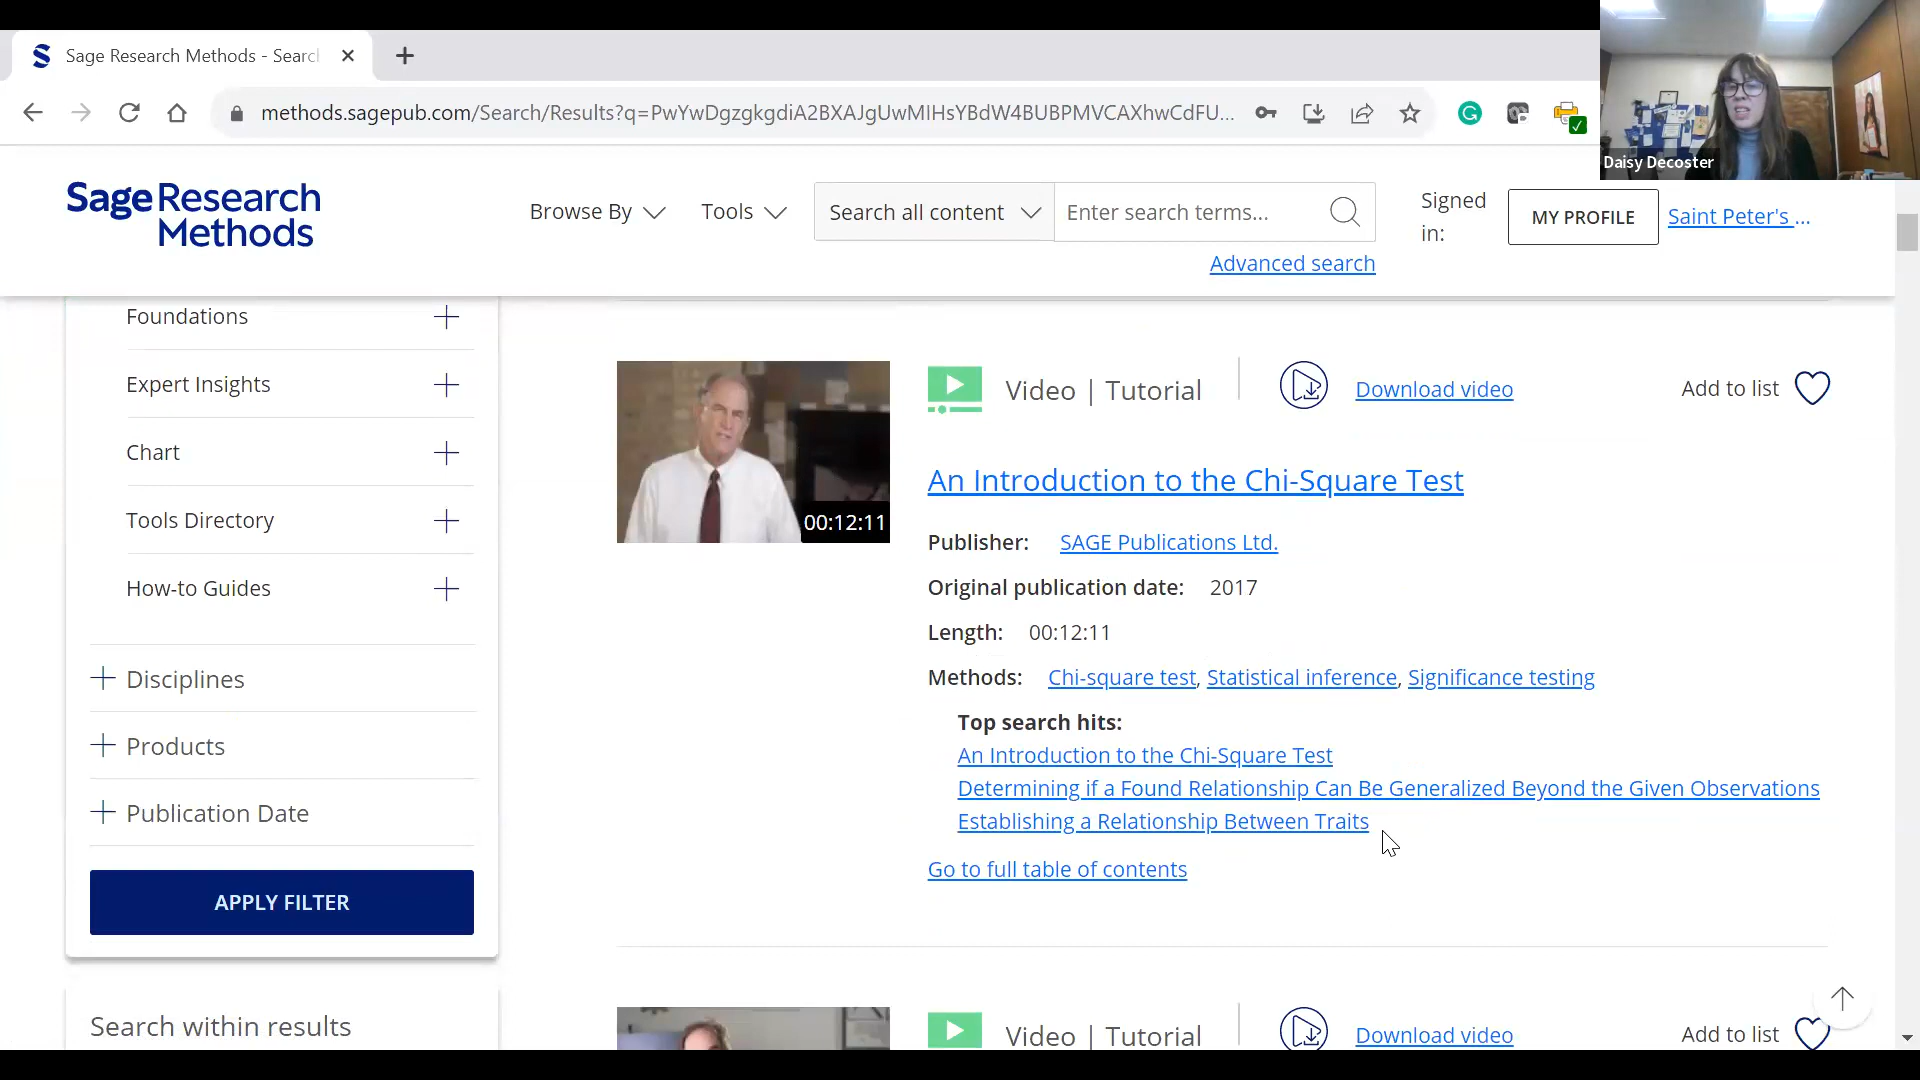 Sage Research Methods - Searc
methods.sagepub.com/Search/Results?q=PwYwDgzgkgdiA2BXAJgUwMIHsYBdW4BUBPMVCAXhwCdFU...
Daisy Decoster
Sage Research
Methods
Browse By
Tools
Search all content
Enter search terms...
Advanced search
Signed
in:
MY PROFILE
Saint Peter's ...
Foundations
Expert Insights
Chart
Tools Directory
How-to Guides
Disciplines
Products
Publication Date
APPLY FILTER
Search within results
00:12:11
Video | Tutorial
Download video
Add to list
An Introduction to the Chi-Square Test
Publisher: SAGE Publications Ltd.
Original publication date: 2017
Length: 00:12:11
Methods: Chi-square test, Statistical inference, Significance testing
Top search hits:
An Introduction to the Chi-Square Test
Determining if a Found Relationship Can Be Generalized Beyond the Given Observations
Establishing a Relationship Between Traits
Go to full table of contents
Video | Tutorial
Download video
Add to list